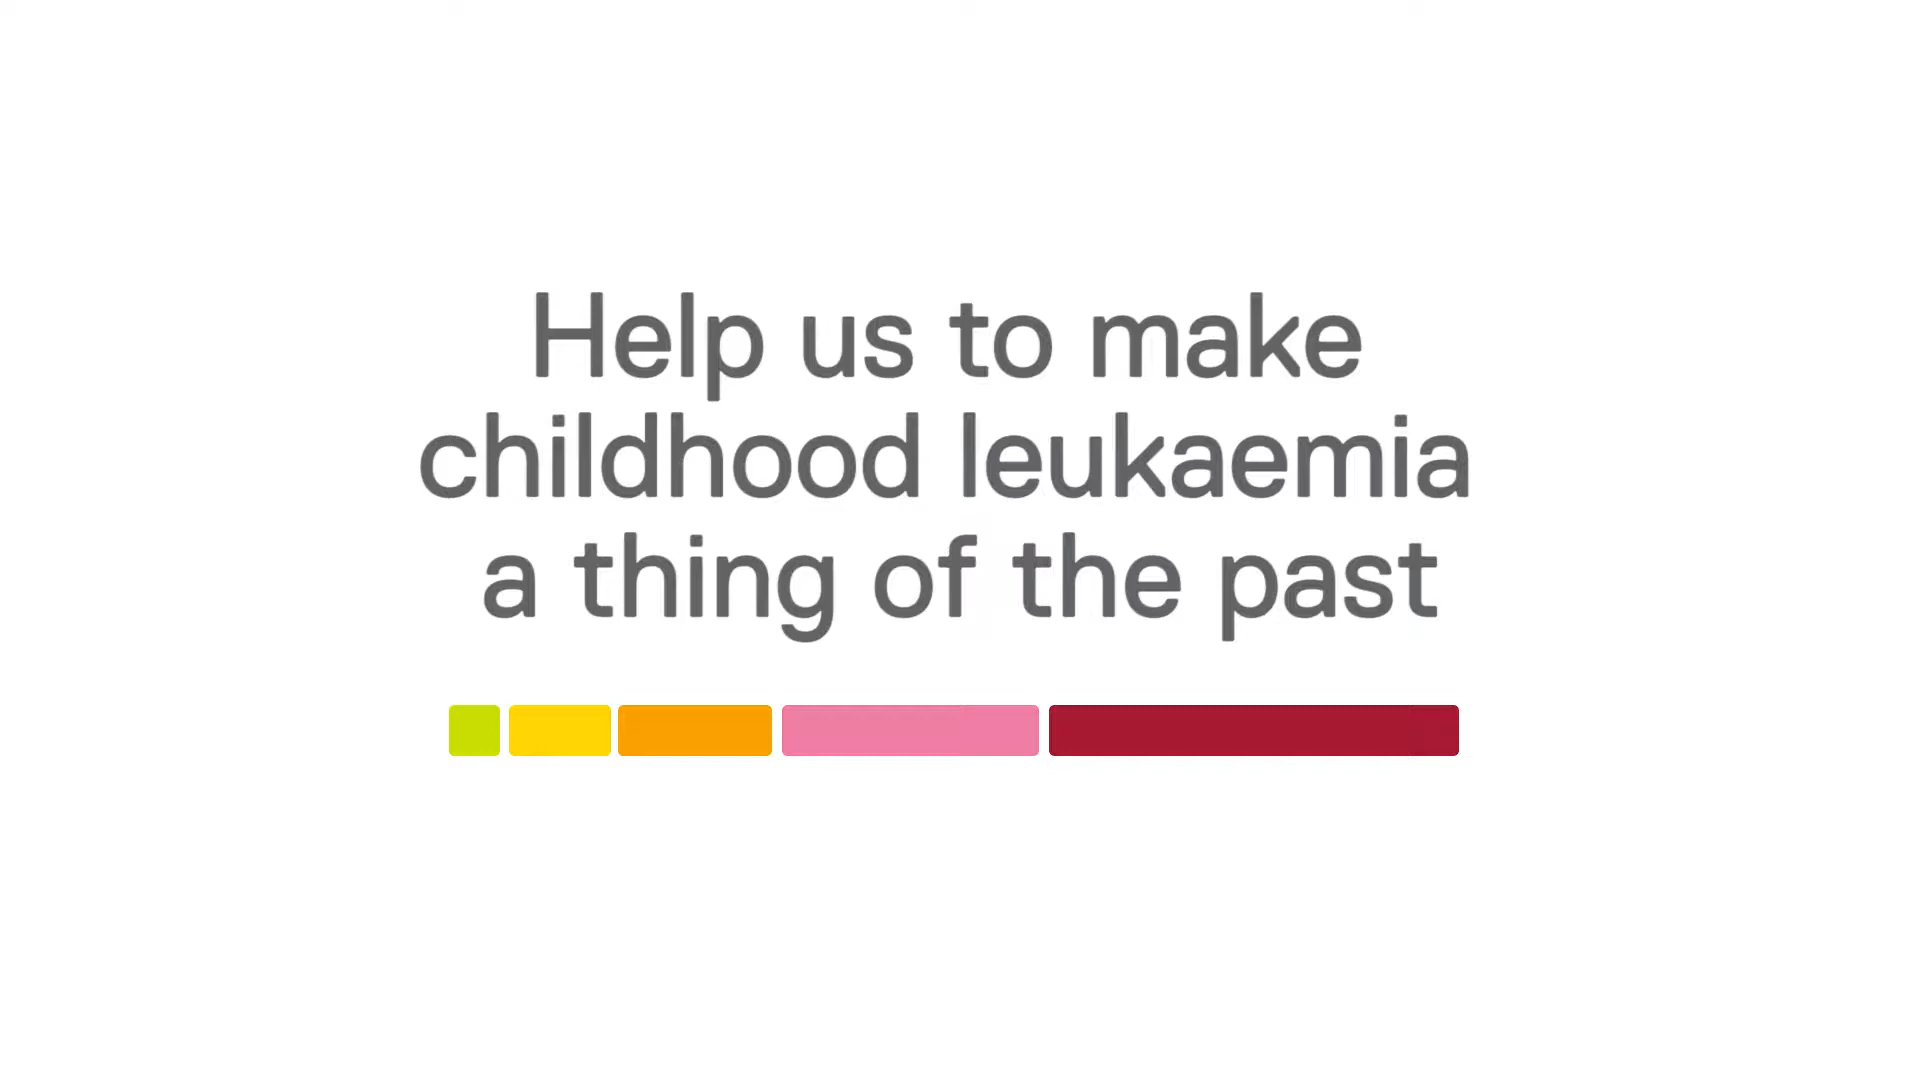 Help us to make
childhood leukaemia
a thing of the past